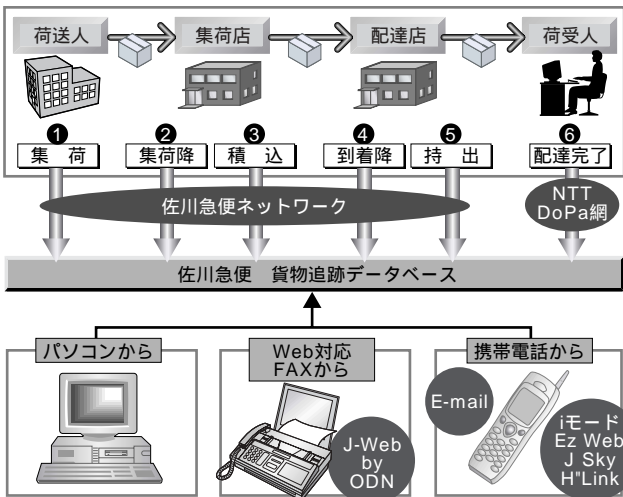 荷送人
集荷店
配達店
荷受人
❶
❷
❸
❹
❺
❻
集 荷
集荷降
積 込
到着降
持 出
配達完了
佐川急便ネットワーク
NTT
DoPa網
佐川急便 貨物追跡データベース
パソコンから
Web対応
FAXから
携帯電話から
J-Web
by
ODN
E-mail
iモード
Ez Web
J Sky
H"Link